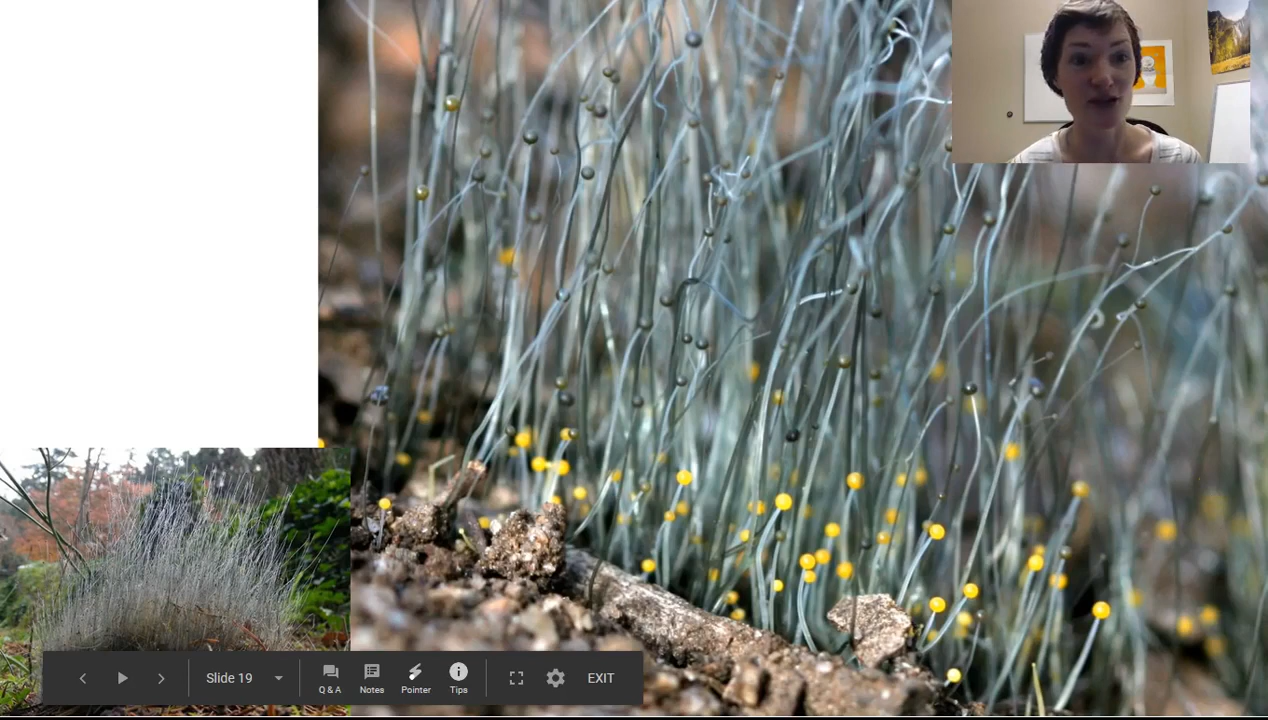 Slide 19
Q & A
Notes
Pointer
Tips
EXIT